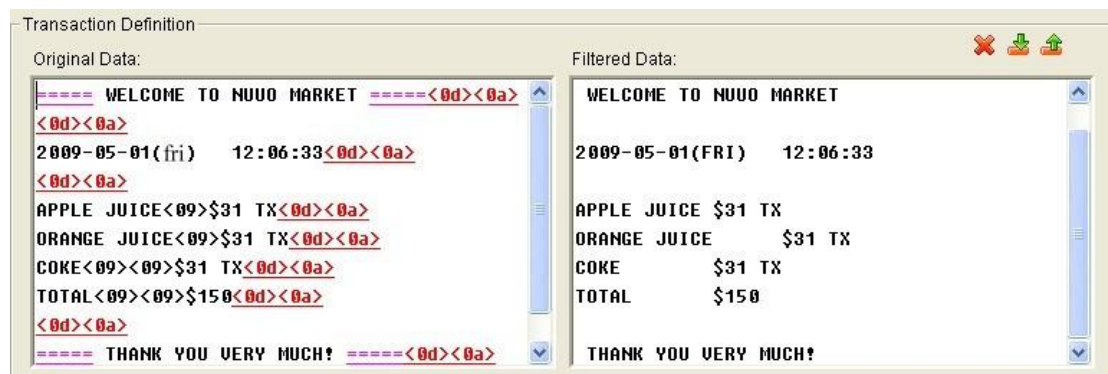 Transaction Definition
Original Data:
===== WELCOME TO NUUO MARKET =====<0d><0a>
<0d><0a>
2009-05-01(fri)   12:06:33<0d><0a>
<0d><0a>
APPLE JUICE<09>$31 TX<0d><0a>
ORANGE JUICE<09>$31 TX<0d><0a>
COKE<09><09>$31 TX<0d><0a>
TOTAL<09><09>$150<0d><0a>
<0d><0a>
===== THANK YOU VERY MUCH! =====<0d><0a>
Filtered Data:
WELCOME TO NUUO MARKET
2009-05-01(FRI)   12:06:33
APPLE JUICE $31 TX
ORANGE JUICE       $31 TX
COKE          $31 TX
TOTAL         $150
THANK YOU VERY MUCH!